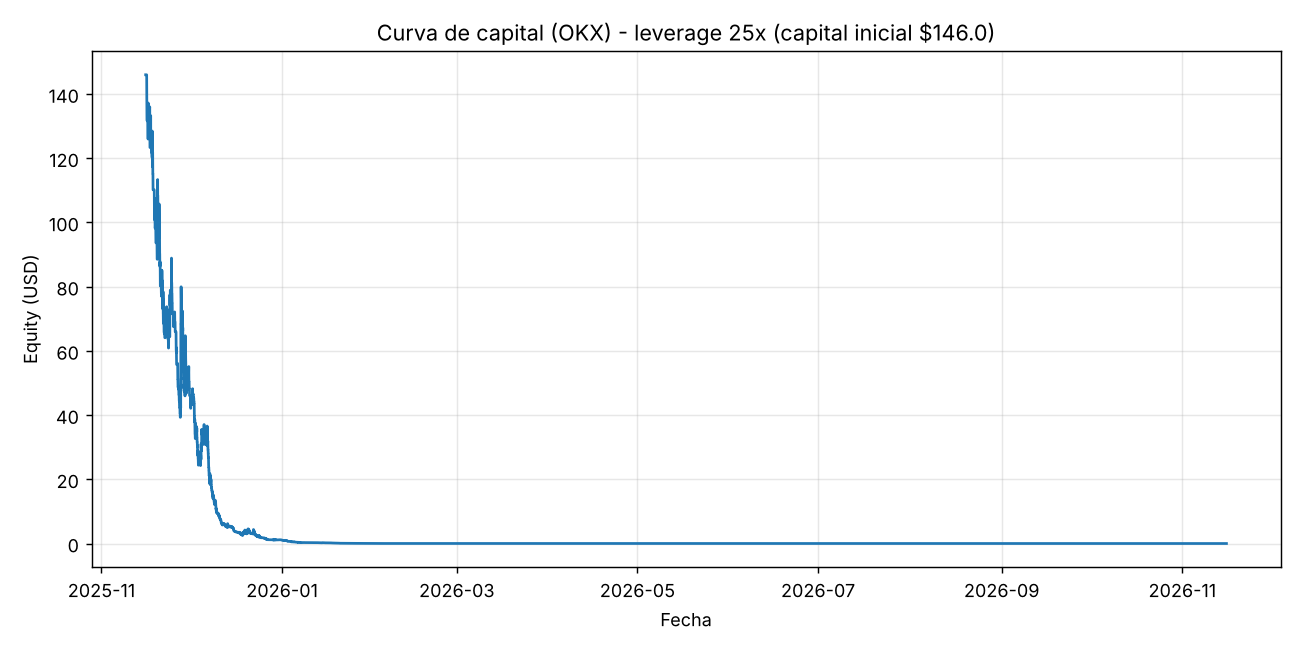 Curva de capital (OKX) - leverage 25x (capital inicial $146.0)
140
120
100
80
60
40
20
0
Equity (USD)
2025-11 2026-01 2026-03 2026-05 2026-07 2026-09 2026-11
Fecha